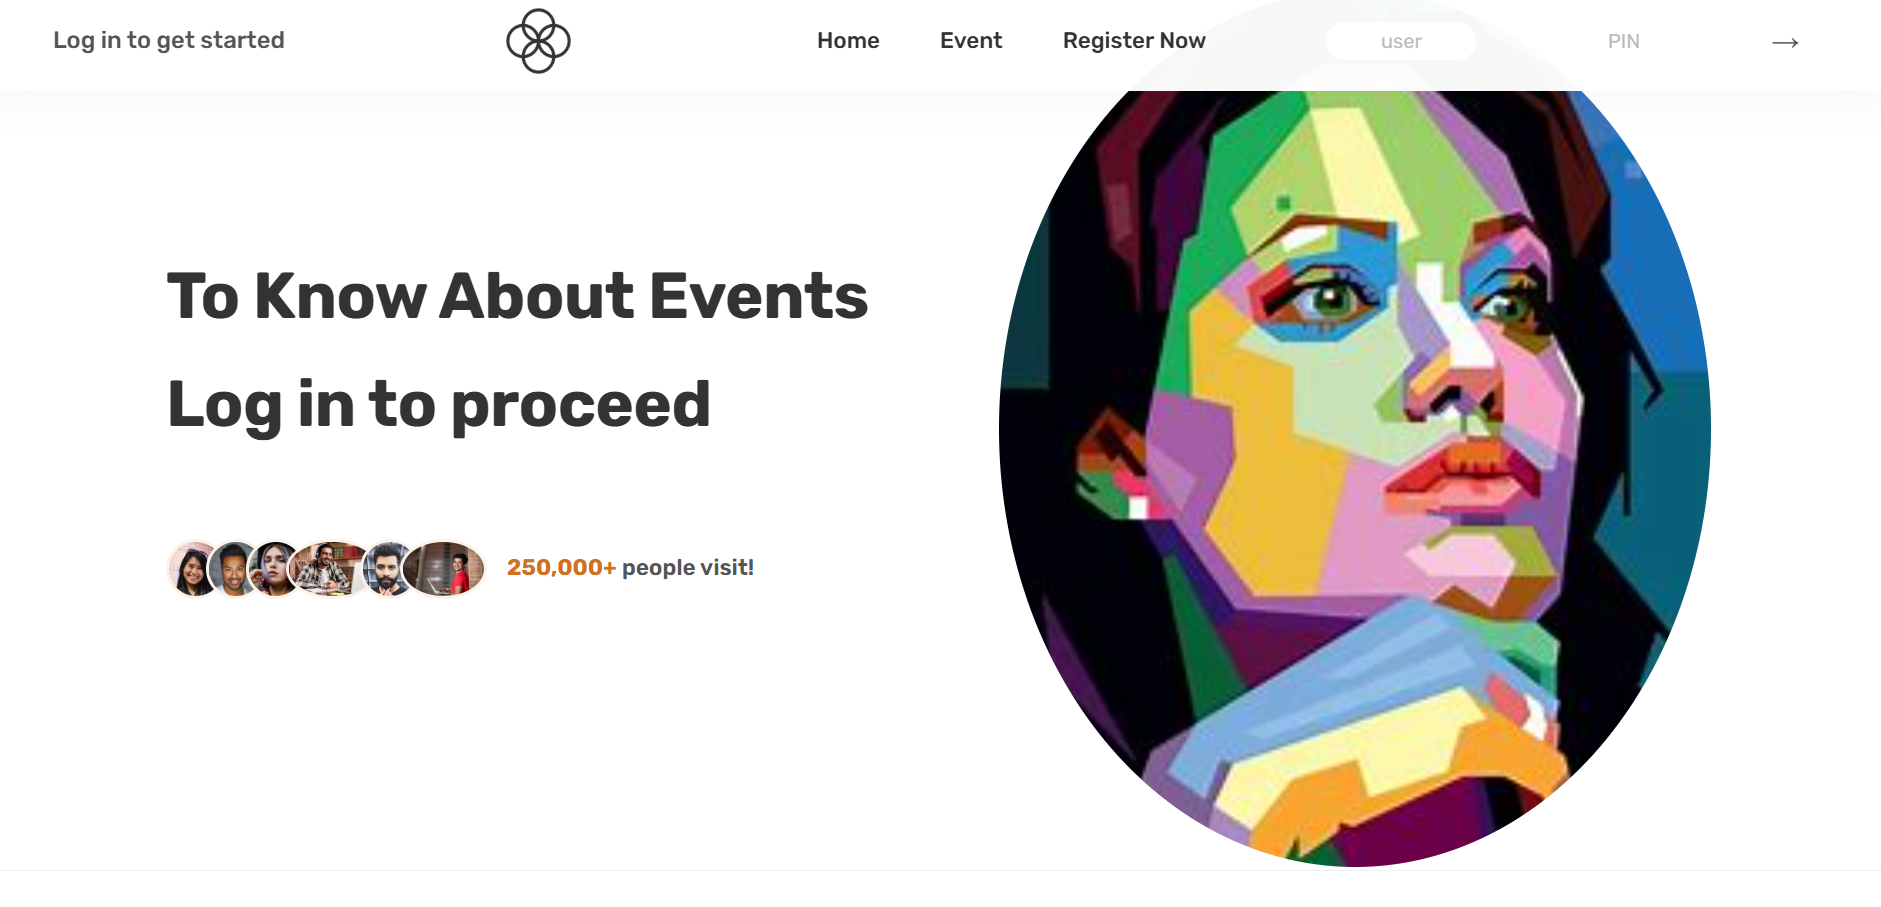 Log in to get started
Home
Event
Register Now
user
PIN
→
To Know About Events
Log in to proceed
250,000+ people visit!